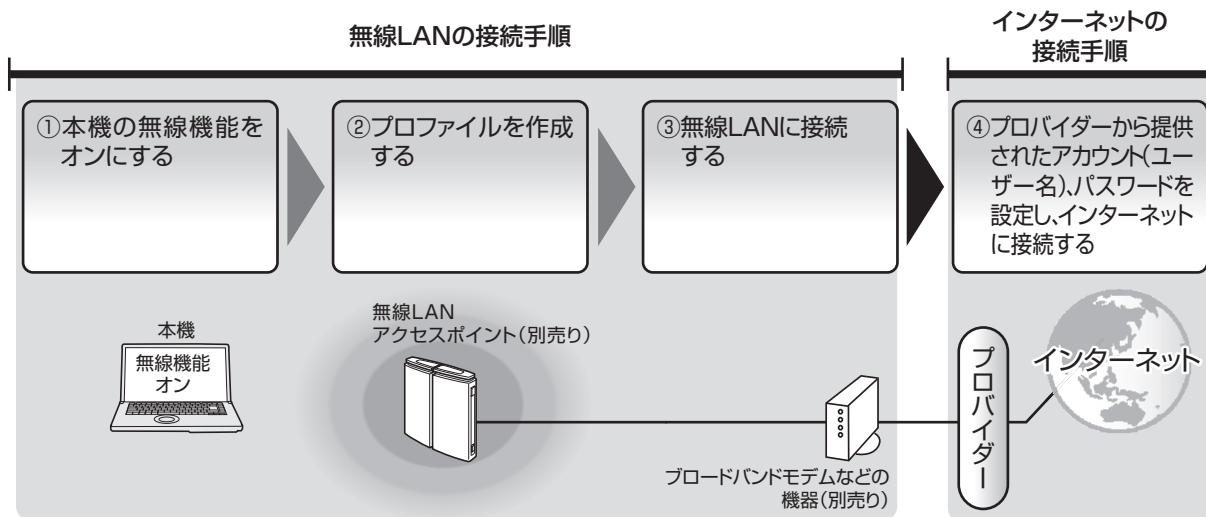 無線LANの接続手順
インターネットの
接続手順
①本機の無線機能を
オンにする
②プロファイルを作成
する
③無線LANに接続
する
④プロバイダーから提供
されたアカウント(ユー
ザー名)、パスワードを
設定し、インターネット
に接続する
本機
無線機能
オン
無線LAN
アクセスポイント(別売り)
ブロードバンドモデムなどの
機器(別売り)
プロバイダー
インターネット